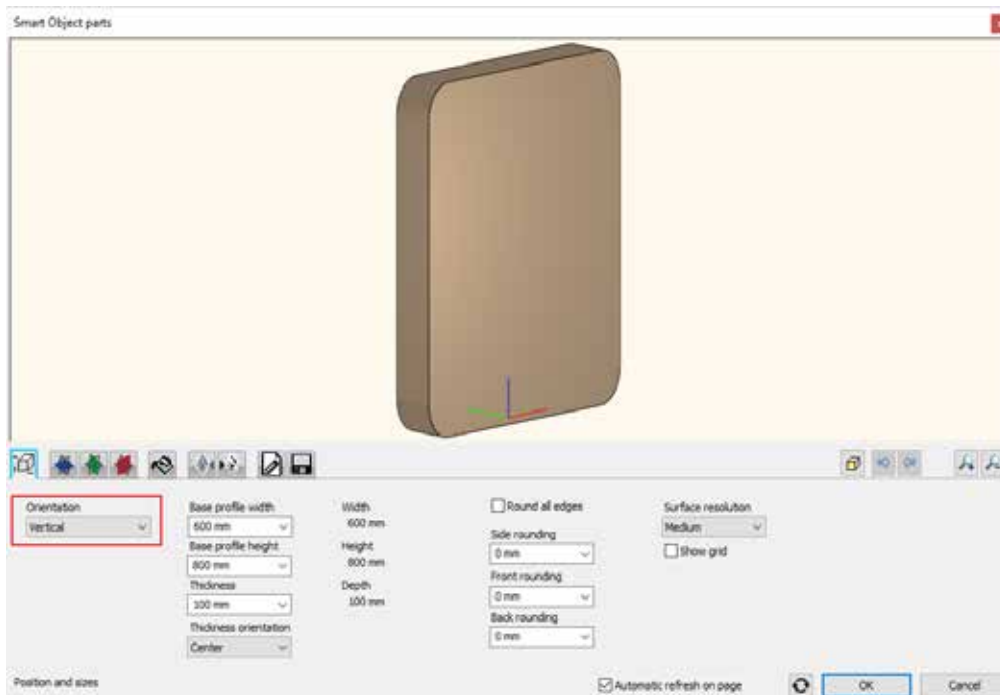 Smart Object parts
Orientation
Vertical
Base profile width
600 mm
Base profile height
800 mm
Thickness
100 mm
Thickness orientation
Center
Width
600 mm
Height
800 mm
Depth
100 mm
Round all edges
Side rounding
0 mm
Front rounding
0 mm
Back rounding
0 mm
Surface resolution
Medium
Show grid
Position and sizes
Automatic refresh on page
OK
Cancel